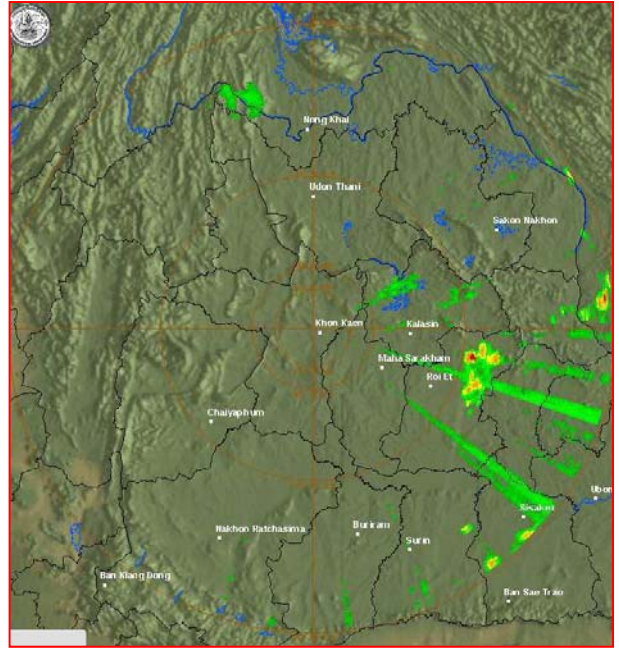 Nong Khai
Udon Thani
Sakon Nakhon
Khon Kaen
Kalasin
Maha Sarakham
Roi Et
Chaiyaphum
Ubon
Sisaket
Nakhon Ratchasima
Buriram
Surin
Ban Klang Dong
Ban Sae Trao